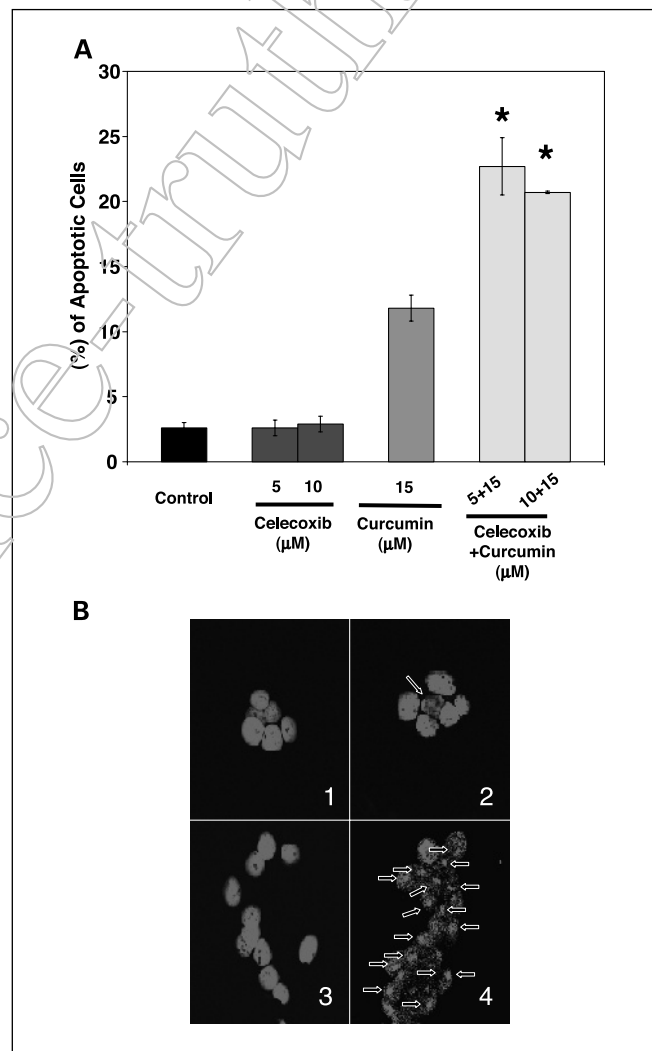 A
30
25
20
15
10
5
0
(%) of Apoptotic Cells
* *
Control
5 10
Celecoxib
(μM)
15
Curcumin
(μM)
5+15 10+15
Celecoxib
+Curcumin
(μM)
B
1 2
3 4